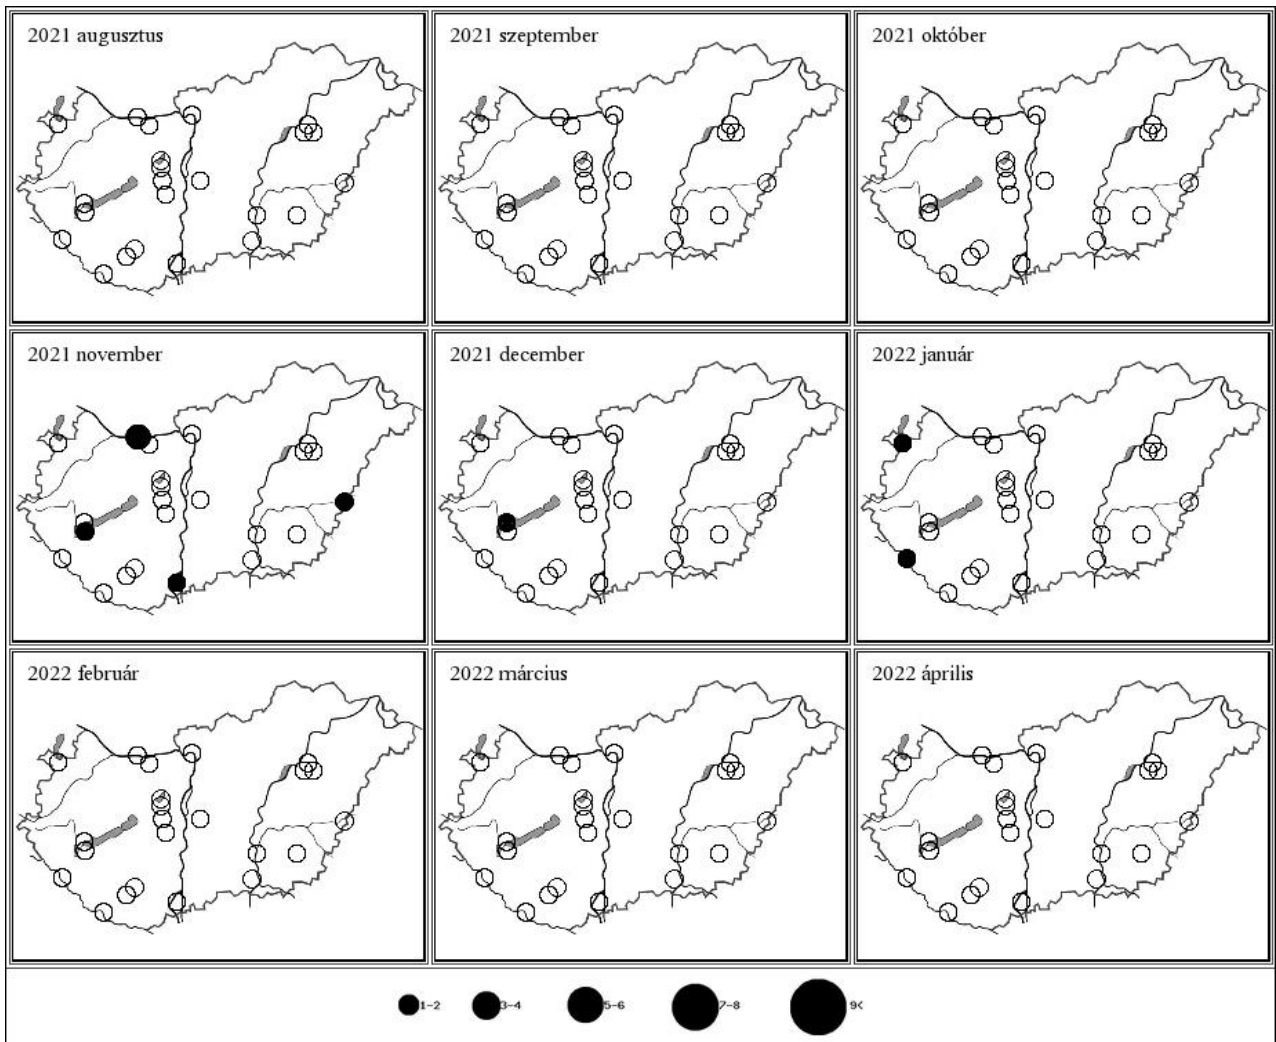 2021 augusztus
2021 szeptember
2021 október
2021 november
2021 december
2022 január
2022 február
2022 március
2022 április
1-2
3-4
5-6
7-8
9<